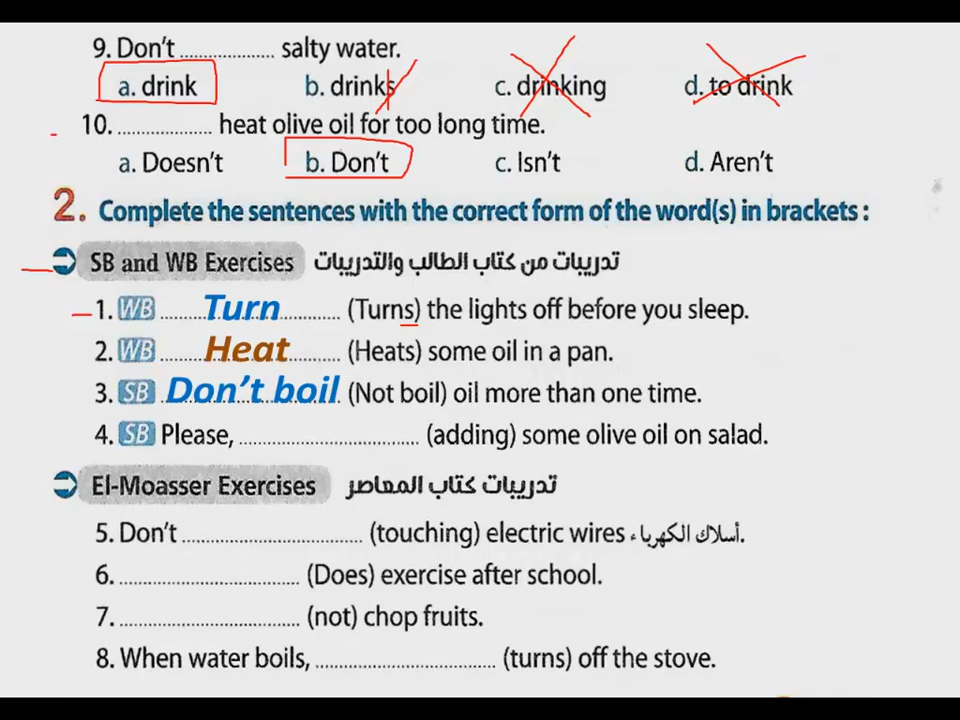 9. Don't ........................ salty water.
a. drink b. drinks c. drinking d. to drink
10. ........................ heat olive oil for too long time.
a. Doesn't b. Don't c. Isn't d. Aren't
2. Complete the sentences with the correct form of the word(s) in brackets :
SB and WB Exercises تدريبات من كتاب الطالب والتدريبات
1. WB ........ Turn ........ (Turns) the lights off before you sleep.
2. WB ........ Heat ........ (Heats) some oil in a pan.
3. SB Don't boil (Not boil) oil more than one time.
4. SB Please, ........................ (adding) some olive oil on salad.
El-Moasser Exercises تدريبات كتاب المعاصر
5. Don't ........................ (touching) electric wires أسلاك الكهرباء.
6. ........................ (Does) exercise after school.
7. ........................ (not) chop fruits.
8. When water boils, ........................ (turns) off the stove.